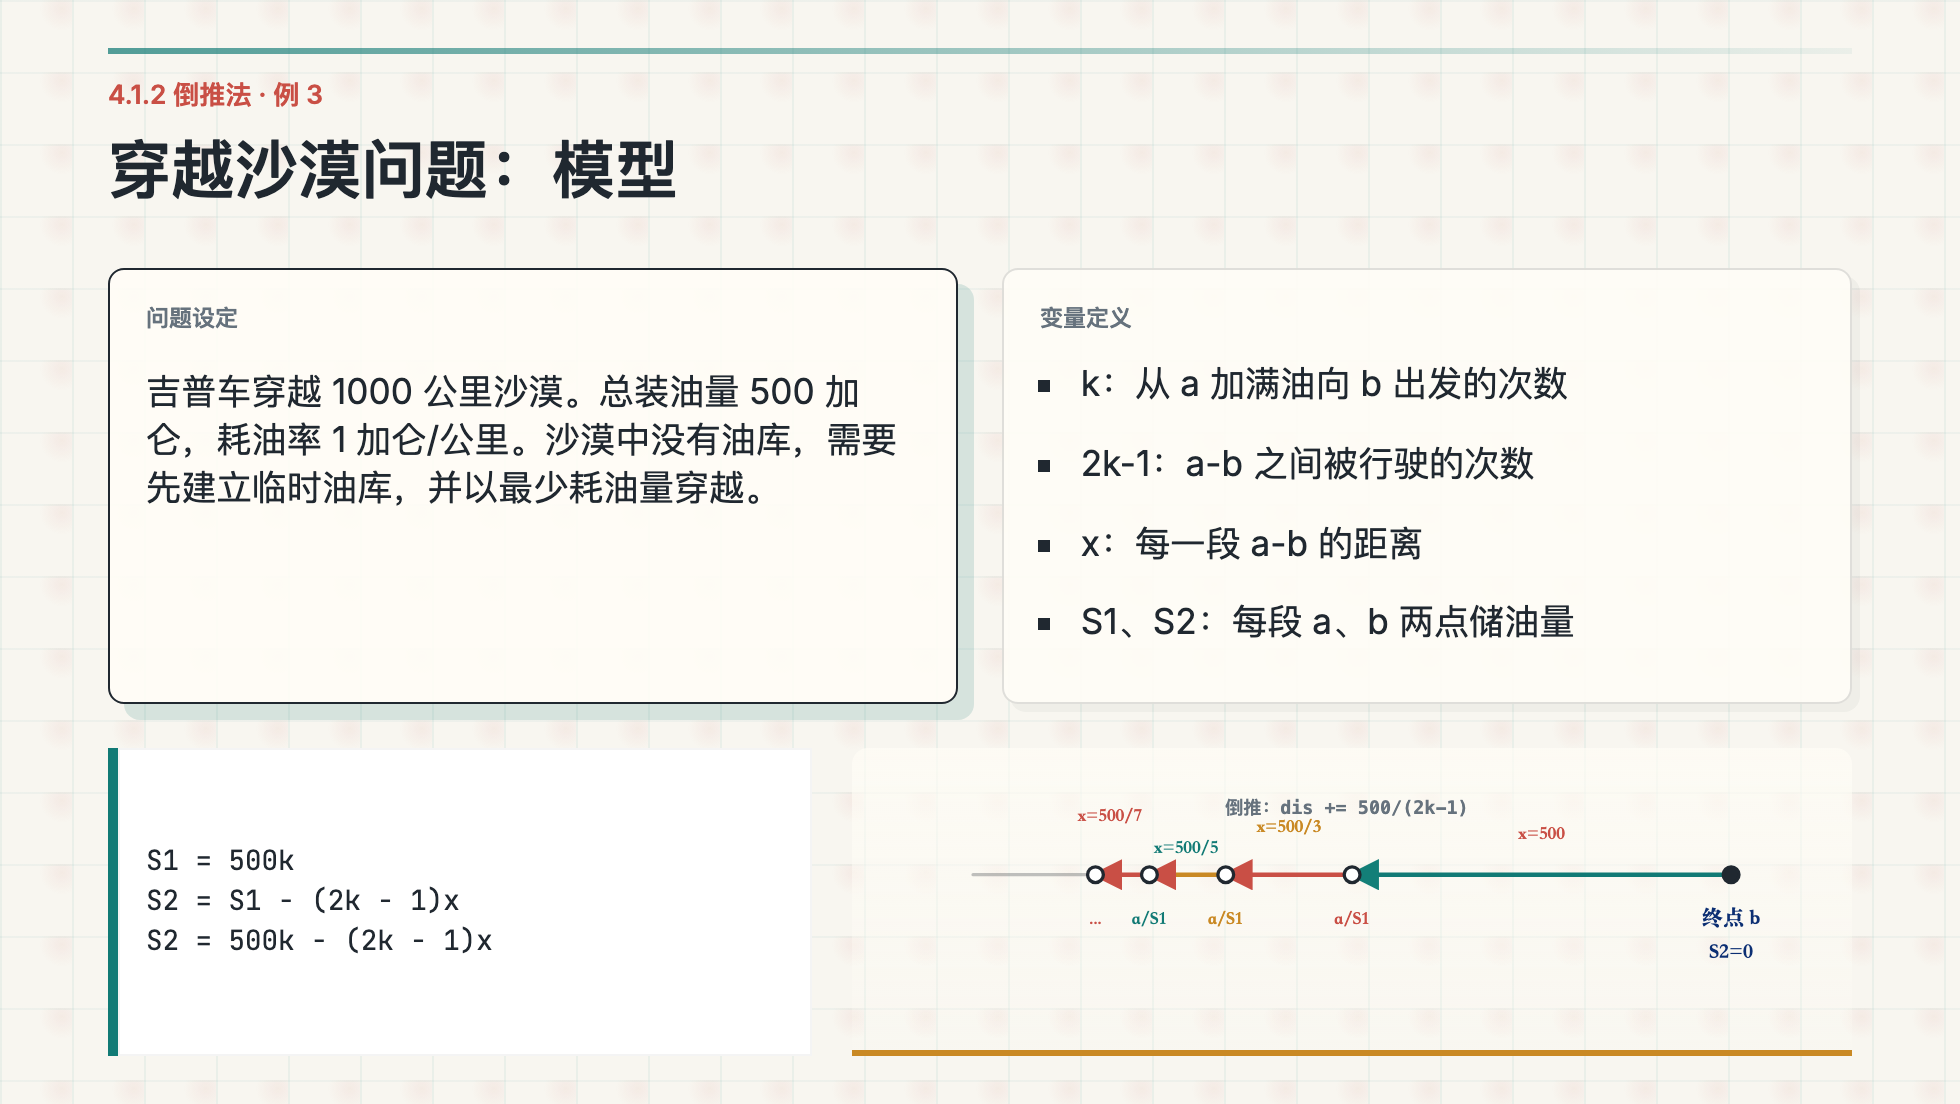 4.1.2 倒推法 · 例 3
穿越沙漠问题：模型
问题设定
吉普车穿越 1000 公里沙漠。总装油量 500 加
仑，耗油率 1 加仑/公里。沙漠中没有油库，需要
先建立临时油库，并以最少耗油量穿越。
变量定义
k：从 a 加满油向 b 出发的次数
2k-1：a-b 之间被行驶的次数
x：每一段 a-b 的距离
S1、S2：每段 a、b 两点储油量
S1 = 500k
S2 = S1 - (2k - 1)x
S2 = 500k - (2k - 1)x
倒推：dis += 500/(2k-1)
x=500/7
x=500/5
x=500/3
x=500
...
a/S1
a/S1
a/S1
终点 b
S2=0